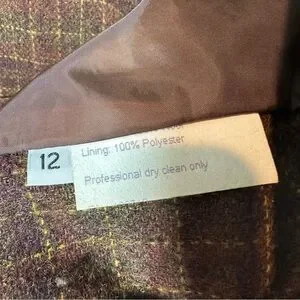 Lining: 100% Polyester
12
Professional dry clean only